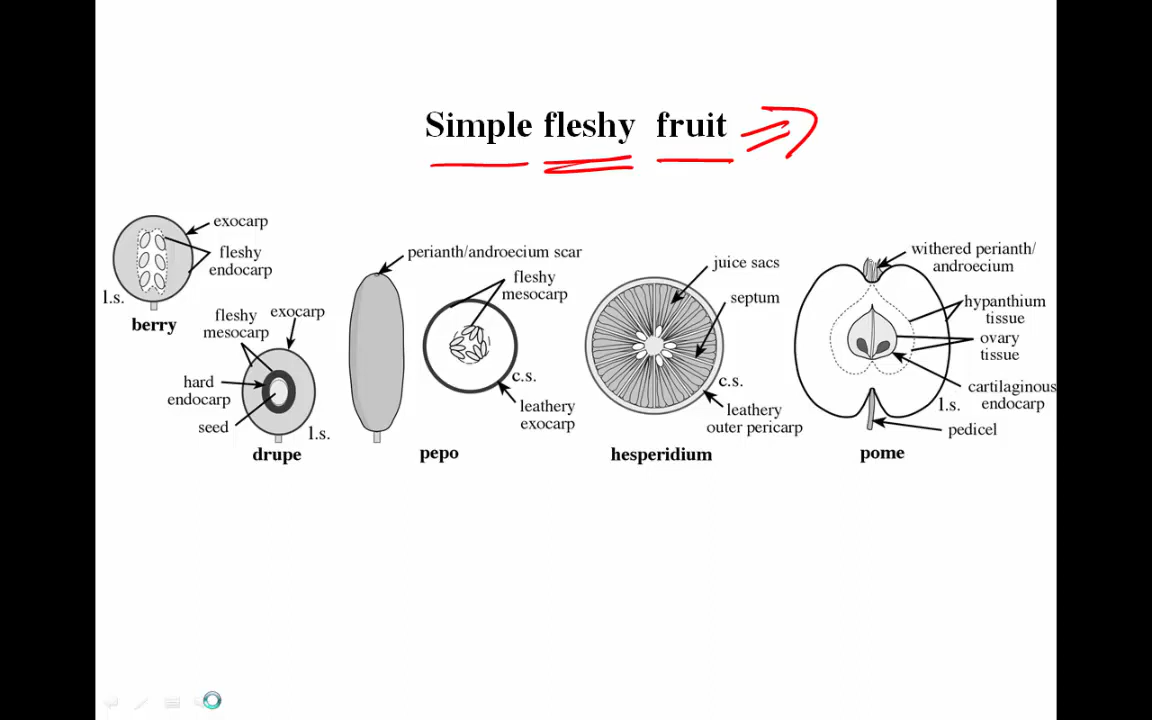 Simple fleshy fruit
exocarp
fleshy
endocarp
l.s.
berry
fleshy
mesocarp
exocarp
hard
endocarp
seed
l.s.
drupe
perianth/androecium scar
fleshy
mesocarp
c.s.
leathery
exocarp
pepo
juice sacs
septum
c.s.
leathery
outer pericarp
hesperidium
withered perianth/
androecium
hypanthium
tissue
ovary
tissue
cartilaginous
endocarp
l.s.
pedicel
pome